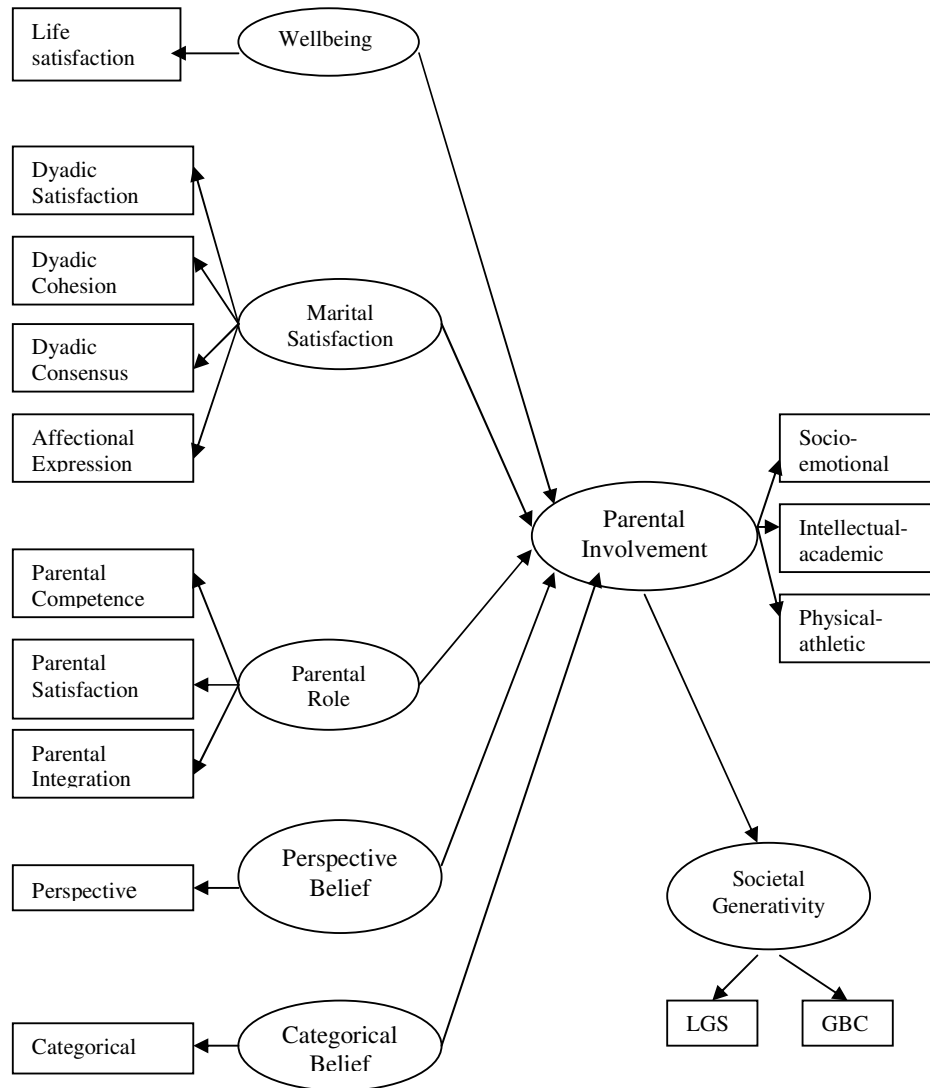 Life
satisfaction
Wellbeing
Dyadic
Satisfaction
Dyadic
Cohesion
Dyadic
Consensus
Affectional
Expression
Marital
Satisfaction
Parental
Competence
Parental
Satisfaction
Parental
Integration
Parental
Role
Perspective
Perspective
Belief
Categorical
Categorical
Belief
Parental
Involvement
Socio-
emotional
Intellectual-
academic
Physical-
athletic
Societal
Generativity
LGS
GBC